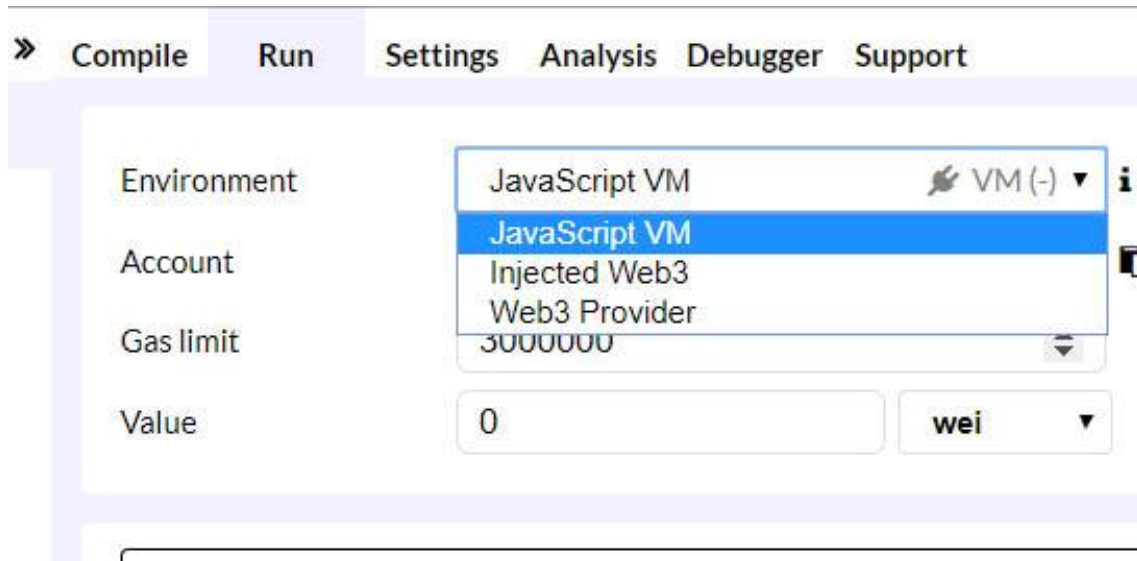 Compile Run Settings Analysis Debugger Support
Environment JavaScript VM VM (-)
JavaScript VM
Account Injected Web3
Web3 Provider
Gas limit 3000000
Value 0 wei